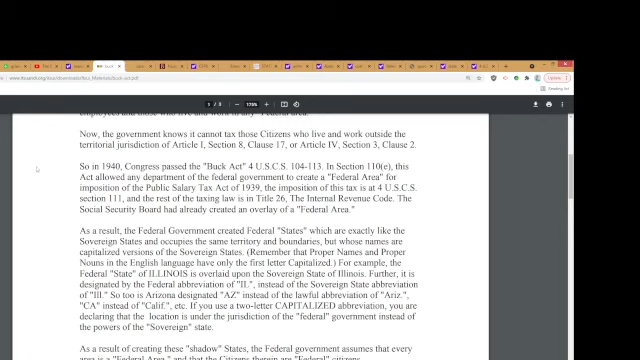 buck
Update
Reading list
1 / 8
175%
employees and those who live and work in any "Federal area."
Now, the government knows it cannot tax those Citizens who live and work outside the
territorial jurisdiction of Article I, Section 8, Clause 17, or Article IV, Section 3, Clause 2.
So in 1940, Congress passed the "Buck Act" 4 U.S.C.S. 104-113. In Section 110(e), this
Act allowed any department of the federal government to create a "Federal Area" for
imposition of the Public Salary Tax Act of 1939, the imposition of this tax is at 4 U.S.C.S.
section 111, and the rest of the taxing law is in Title 26, The Internal Revenue Code. The
Social Security Board had already created an overlay of a "Federal Area."
As a result, the Federal Government created Federal "States" which are exactly like the
Sovereign States and occupies the same territory and boundaries, but whose names are
capitalized versions of the Sovereign States. (Remember that Proper Names and Proper
Nouns in the English language have only the first letter Capitalized.) For example, the
Federal "State" of ILLINOIS is overlaid upon the Sovereign State of Illinois. Further, it is
designated by the Federal abbreviation of "IL", instead of the Sovereign State abbreviation
of "Ill." So too is Arizona designated "AZ" instead of the lawful abbreviation of "Ariz.",
"CA" instead of "Calif.", etc. If you use a two-letter CAPITALIZED abbreviation, you are
declaring that the location is under the jurisdiction of the "federal" government instead of
the powers of the "Sovereign" state.
As a result of creating these "shadow" States, the Federal government assumes that every
area is a "Federal Area" and that the Citizens therein are "Federal" citizens.